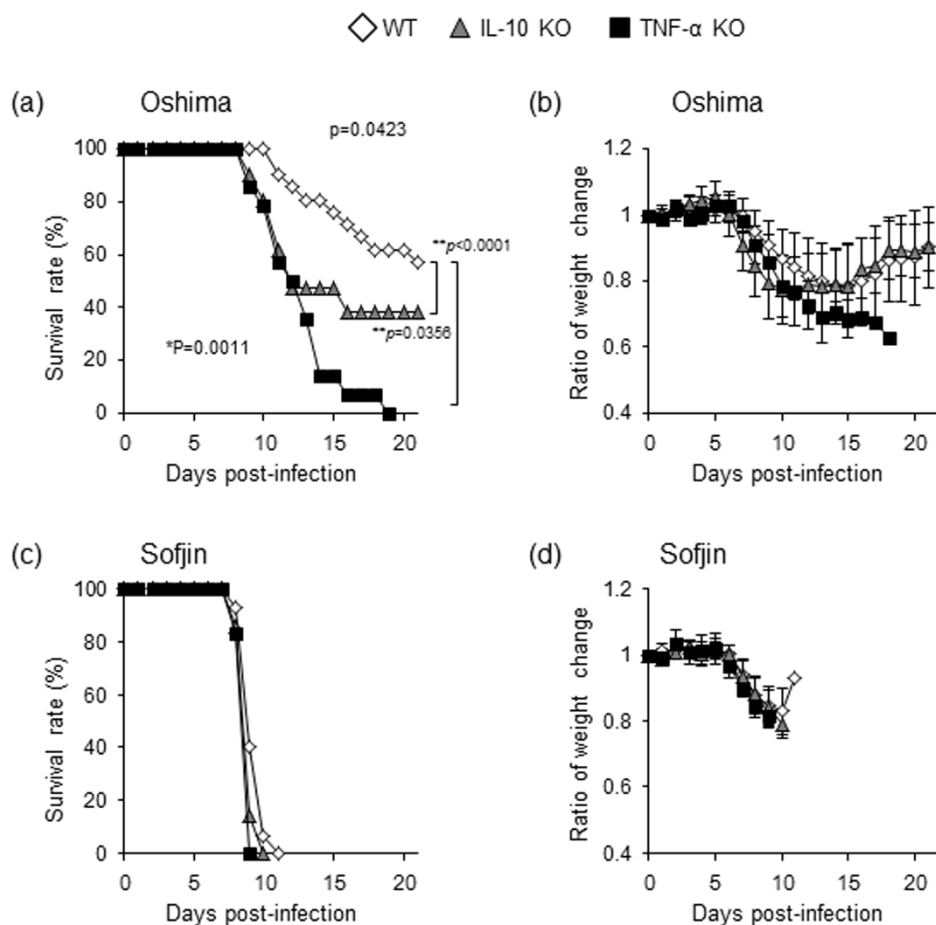 WT IL-10 KO TNF-α KO
(a) Oshima
p=0.0423
**p<0.0001
**p=0.0356
*P=0.0011
Survival rate (%)
100
80
60
40
20
0
0 5 10 15 20
Days post-infection
(b) Oshima
Ratio of weight change
1.2
1
0.8
0.6
0.4
0 5 10 15 20
Days post-infection
(c) Sofjin
Survival rate (%)
100
80
60
40
20
0
0 5 10 15 20
Days post-infection
(d) Sofjin
Ratio of weight change
1.2
1
0.8
0.6
0.4
0 5 10 15 20
Days post-infection